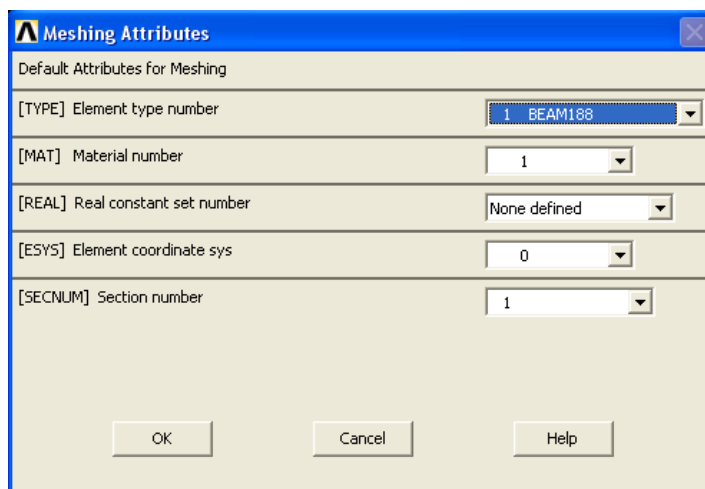 Meshing Attributes
Default Attributes for Meshing
[TYPE] Element type number 1 BEAM188
[MAT] Material number 1
[REAL] Real constant set number None defined
[ESYS] Element coordinate sys 0
[SECNUM] Section number 1
OK Cancel Help